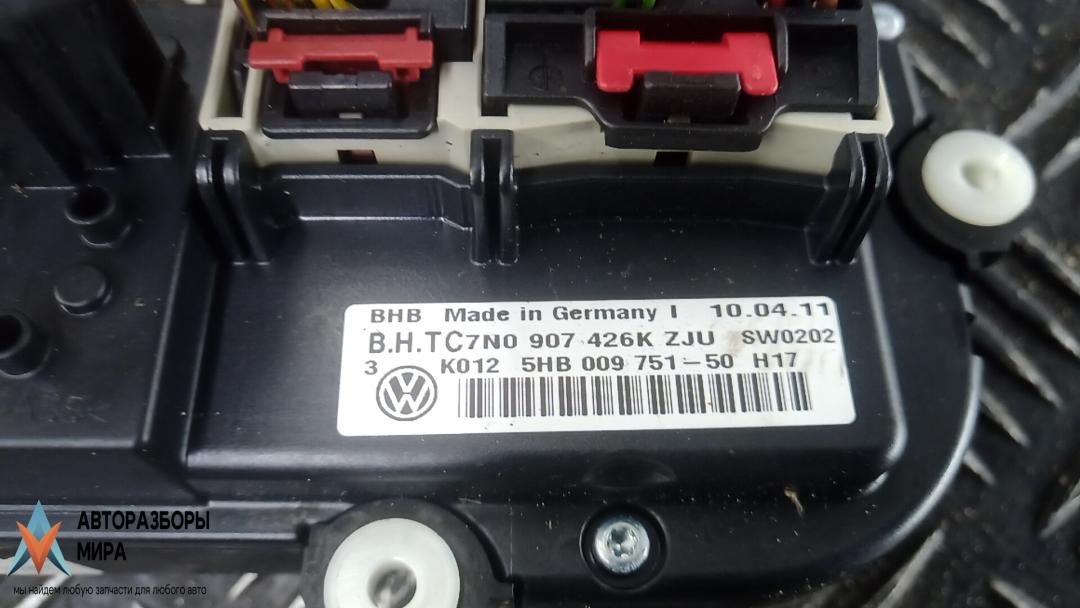 BHB Made in Germany I 10.04.11
B.H.TC7N0 907 426K ZJU SW0202
3 K012 5HB 009 751-50 H17
АВТОРАЗБОРЫ
МИРА
мы найдем любую запчасти для любого авто